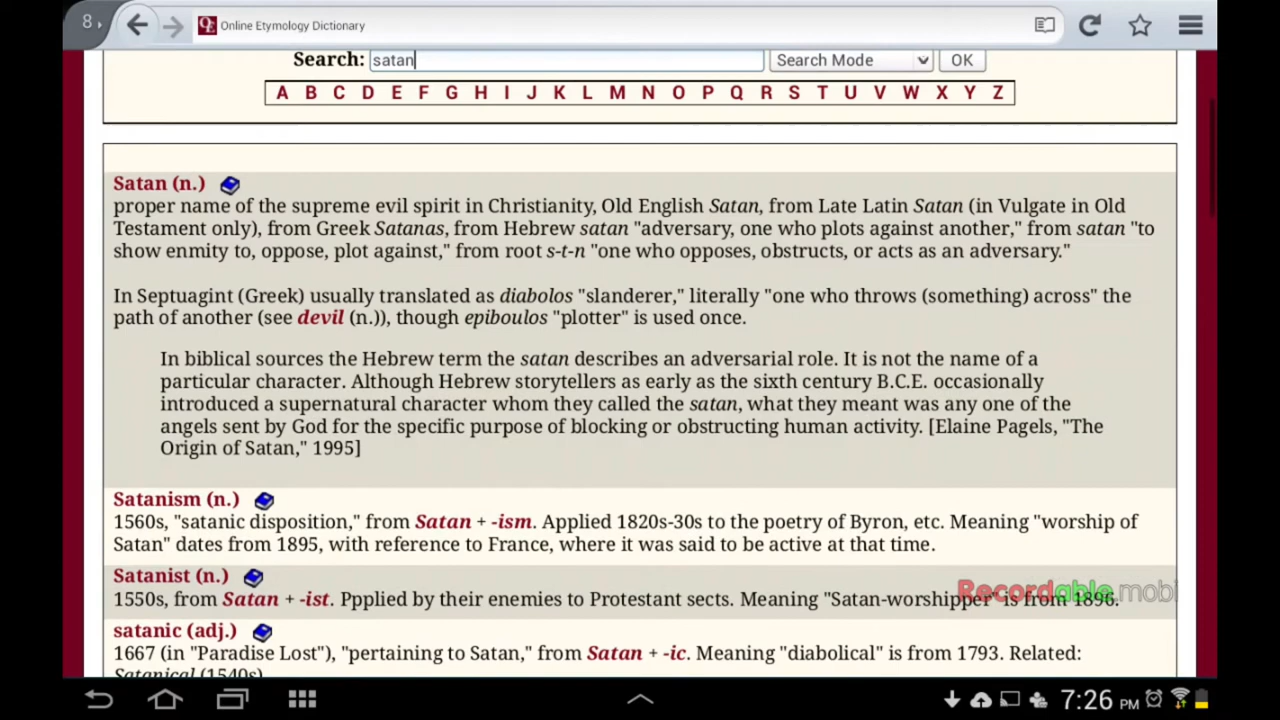 8
Online Etymology Dictionary
Search: satan Search Mode OK
A B C D E F G H I J K L M N O P Q R S T U V W X Y Z
Satan (n.)
proper name of the supreme evil spirit in Christianity, Old English Satan, from Late Latin Satan (in Vulgate in Old
Testament only), from Greek Satanas, from Hebrew satan "adversary, one who plots against another," from satan "to
show enmity to, oppose, plot against," from root s-t-n "one who opposes, obstructs, or acts as an adversary."
In Septuagint (Greek) usually translated as diabolos "slanderer," literally "one who throws (something) across" the
path of another (see devil (n.)), though epiboulos "plotter" is used once.
In biblical sources the Hebrew term the satan describes an adversarial role. It is not the name of a
particular character. Although Hebrew storytellers as early as the sixth century B.C.E. occasionally
introduced a supernatural character whom they called the satan, what they meant was any one of the
angels sent by God for the specific purpose of blocking or obstructing human activity. [Elaine Pagels, "The
Origin of Satan," 1995]
Satanism (n.)
1560s, "satanic disposition," from Satan + -ism. Applied 1820s-30s to the poetry of Byron, etc. Meaning "worship of
Satan" dates from 1895, with reference to France, where it was said to be active at that time.
Satanist (n.)
1550s, from Satan + -ist. Ppplied by their enemies to Protestant sects. Meaning "Satan-worshipper" is from 1896.
Recordable.mobi
satanic (adj.)
1667 (in "Paradise Lost"), "pertaining to Satan," from Satan + -ic. Meaning "diabolical" is from 1793. Related:
Satanical (1540s)
7:26 PM